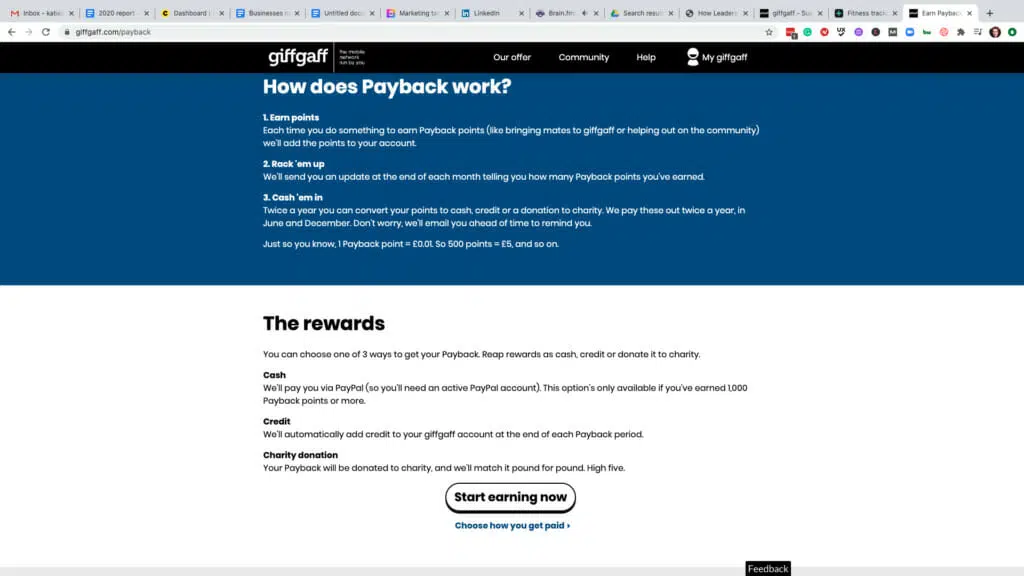 Inbox - katie
2020 report
Dashboard |
Businesses n
Untitled docu
Marketing tar
LinkedIn
Brain.fm
Search resul
How Leaders
giffgaff - Su
Fitness track
Earn Payback
giffgaff.com/payback
giffgaff
the mobile
network
run by you
Our offer
Community
Help
My giffgaff
How does Payback work?
1. Earn points
Each time you do something to earn Payback points (like bringing mates to giffgaff or helping out on the community)
we'll add the points to your account.
2. Rack 'em up
We'll send you an update at the end of each month telling you how many Payback points you've earned.
3. Cash 'em in
Twice a year you can convert your points to cash, credit or a donation to charity. We pay these out twice a year, in
June and December. Don't worry, we'll email you ahead of time to remind you.
Just so you know, 1 Payback point = £0.01. So 500 points = £5, and so on.
The rewards
You can choose one of 3 ways to get your Payback. Reap rewards as cash, credit or donate it to charity.
Cash
We'll pay you via PayPal (so you'll need an active PayPal account). This option's only available if you've earned 1,000
Payback points or more.
Credit
We'll automatically add credit to your giffgaff account at the end of each Payback period.
Charity donation
Your Payback will be donated to charity, and we'll match it pound for pound. High five.
Start earning now
Choose how you get paid ›
Feedback